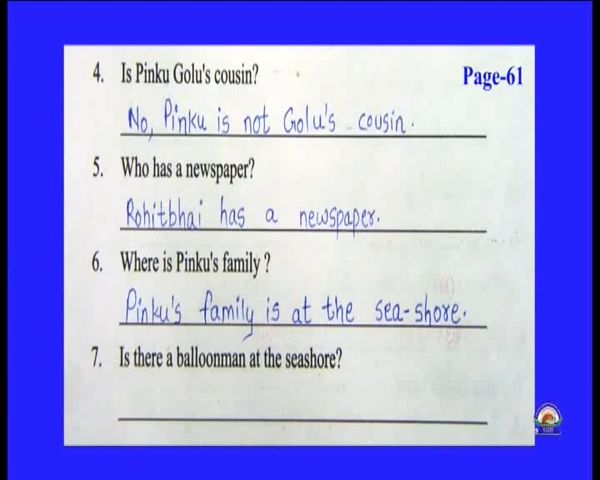 4. Is Pinku Golu's cousin?
Page-61
No, Pinku is not Golu's cousin.
5. Who has a newspaper?
Rohitbhai has a newspaper.
6. Where is Pinku's family ?
Pinku's family is at the sea-shore.
7. Is there a balloonman at the seashore?